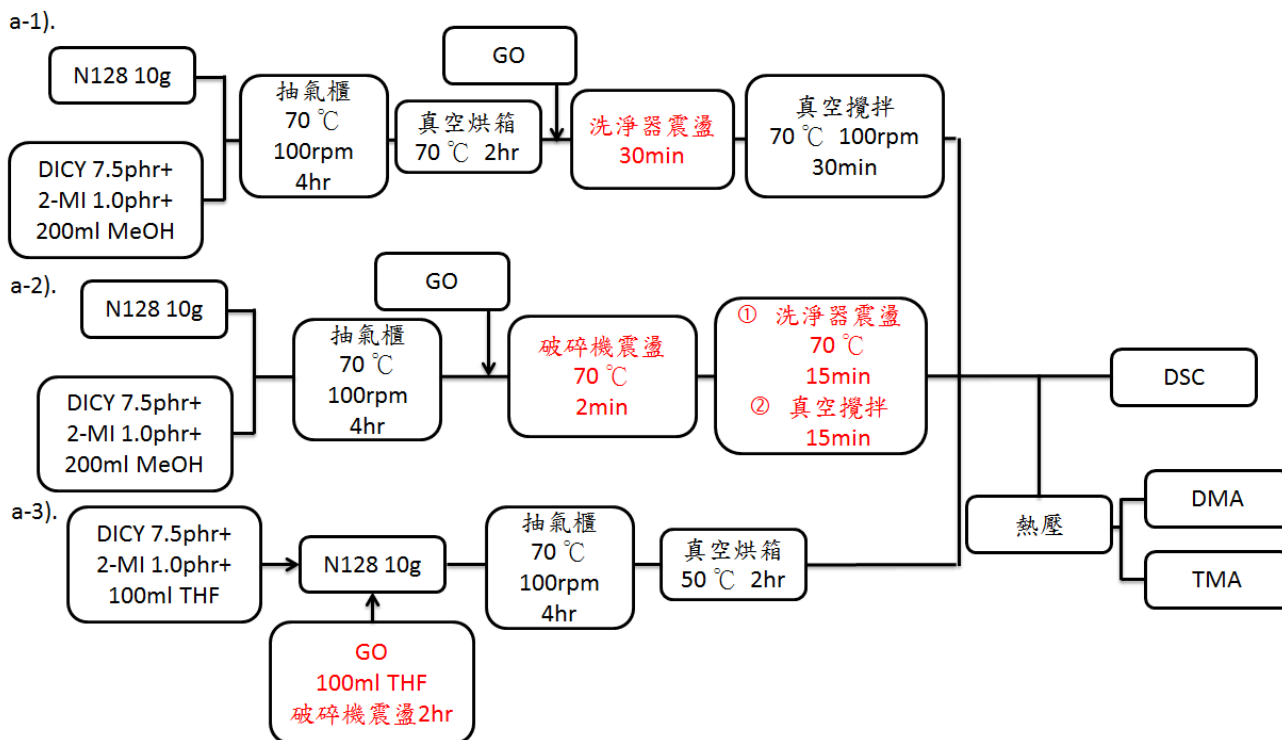 a-1).
N128 10g
DICY 7.5phr+
2-MI 1.0phr+
200ml MeOH
抽氣櫃
70 ℃
100rpm
4hr
真空烘箱
70 ℃ 2hr
GO
洗淨器震盪
30min
真空攪拌
70 ℃ 100rpm
30min
a-2).
N128 10g
DICY 7.5phr+
2-MI 1.0phr+
200ml MeOH
抽氣櫃
70 ℃
100rpm
4hr
GO
破碎機震盪
70 ℃
2min
① 洗淨器震盪
70 ℃
15min
② 真空攪拌
15min
a-3).
DICY 7.5phr+
2-MI 1.0phr+
100ml THF
N128 10g
GO
100ml THF
破碎機震盪2hr
抽氣櫃
70 ℃
100rpm
4hr
真空烘箱
50 ℃ 2hr
DSC
熱壓
DMA
TMA